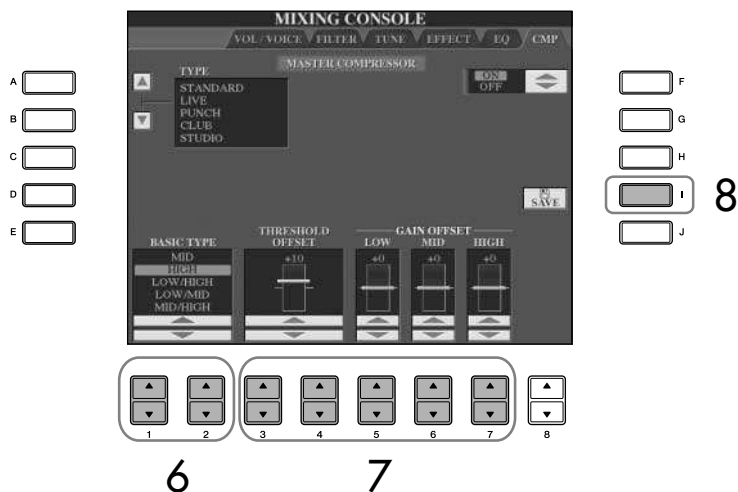 MIXING CONSOLE
VOL / VOICE FILTER TUNE EFFECT EQ CMP
MASTER COMPRESSOR
TYPE
STANDARD
LIVE
PUNCH
CLUB
STUDIO
ON
OFF
A
B
C
D
E
F
G
H
I
J
8
SAVE
BASIC TYPE
MID
HIGH
LOW/HIGH
LOW/MID
MID/HIGH
THRESHOLD
OFFSET
+10
GAIN OFFSET
LOW MID HIGH
+0 +0 +0
1 2 3 4 5 6 7 8
6 7